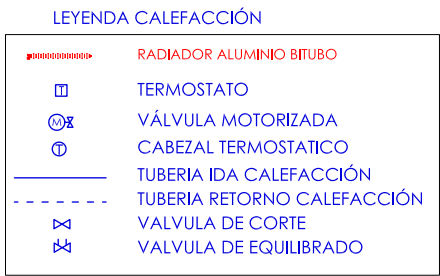 LEYENDA CALEFACCIÓN
RADIADOR ALUMINIO BITUBO
T TERMOSTATO
M VÁLVULA MOTORIZADA
T CABEZAL TERMOSTATICO
TUBERIA IDA CALEFACCIÓN
TUBERIA RETORNO CALEFACCIÓN
VALVULA DE CORTE
VALVULA DE EQUILIBRADO